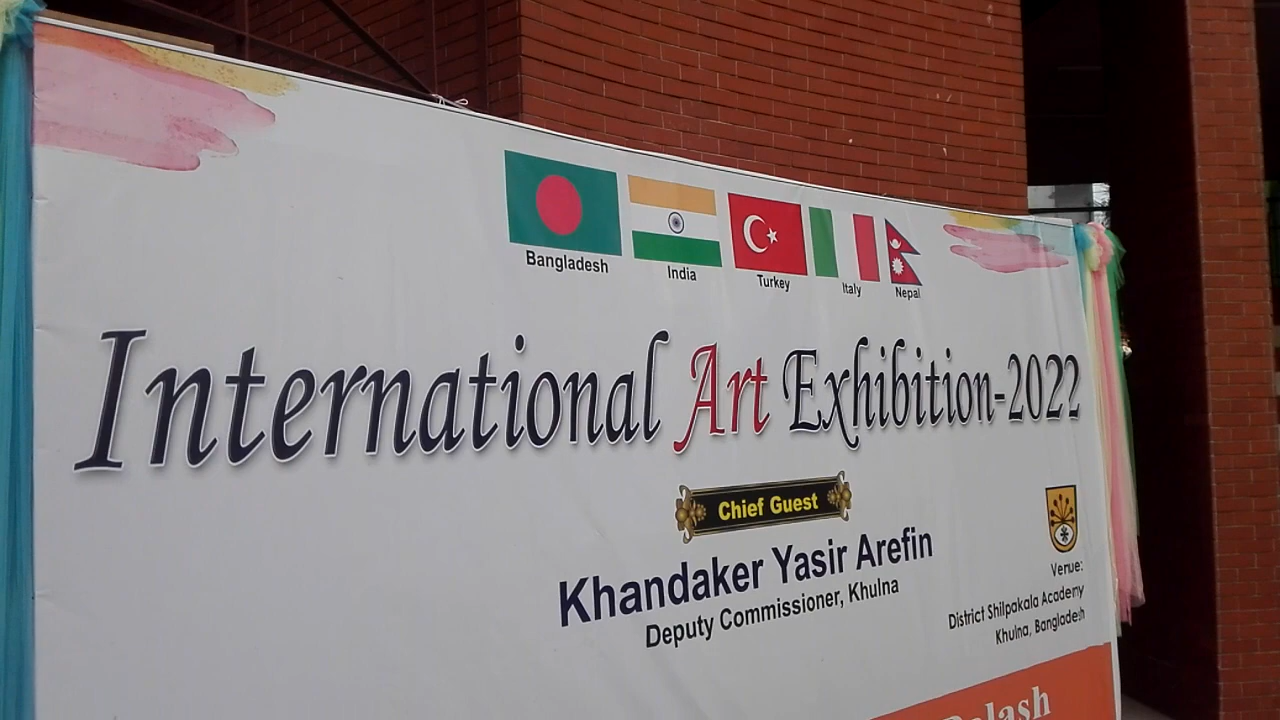 Bangladesh
India
Turkey
Italy
Nepal
International Art Exhibition-2022
Chief Guest
Khandaker Yasir Arefin
Deputy Commissioner, Khulna
Venue:
District Shilpakala Academy
Khulna, Bangladesh